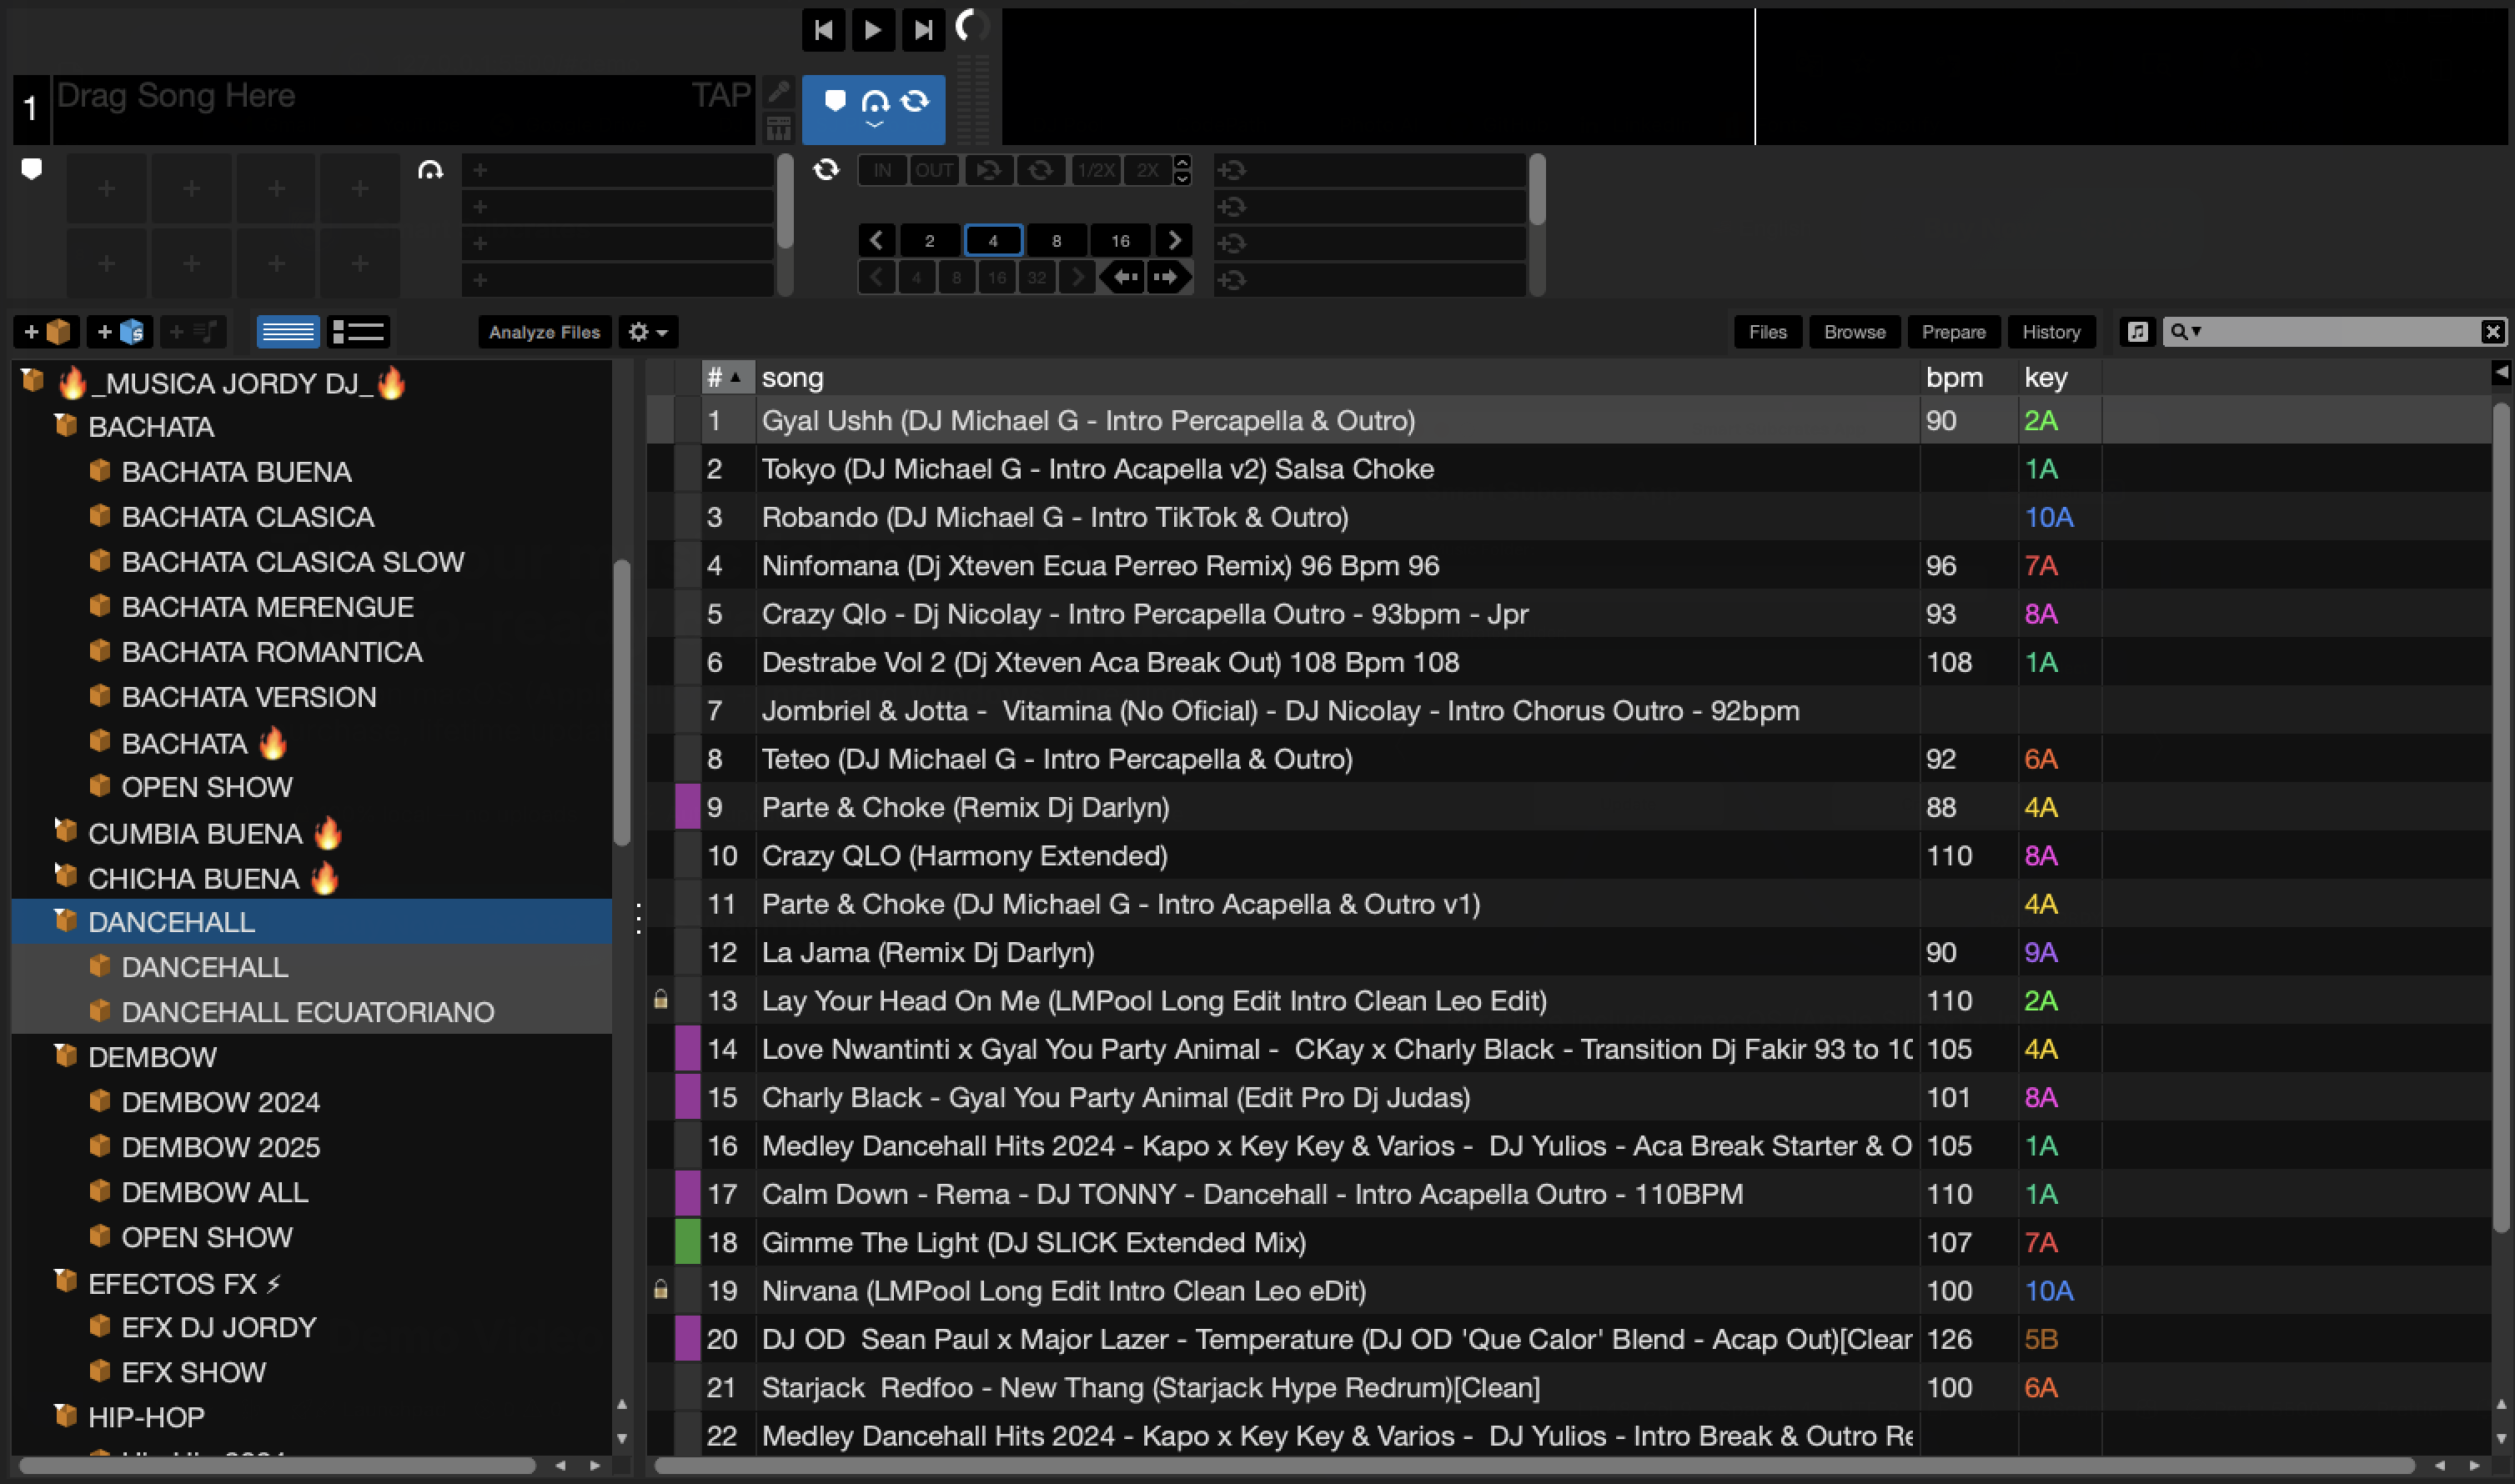 1 Drag Song Here TAP
IN OUT 1/2X 2X
2 4 8 16
4 8 16 32
Analyze Files Files Browse Prepare History
🔥_MUSICA JORDY DJ_🔥
BACHATA
BACHATA BUENA
BACHATA CLASICA
BACHATA CLASICA SLOW
BACHATA MERENGUE
BACHATA ROMANTICA
BACHATA VERSION
BACHATA 🔥
OPEN SHOW
CUMBIA BUENA 🔥
CHICHA BUENA 🔥
DANCEHALL
DANCEHALL
DANCEHALL ECUATORIANO
DEMBOW
DEMBOW 2024
DEMBOW 2025
DEMBOW ALL
OPEN SHOW
EFECTOS FX ⚡
EFX DJ JORDY
EFX SHOW
HIP-HOP
# song bpm key
1 Gyal Ushh (DJ Michael G - Intro Percapella & Outro) 90 2A
2 Tokyo (DJ Michael G - Intro Acapella v2) Salsa Choke 1A
3 Robando (DJ Michael G - Intro TikTok & Outro) 10A
4 Ninfomana (Dj Xteven Ecua Perreo Remix) 96 Bpm 96 96 7A
5 Crazy Qlo - Dj Nicolay - Intro Percapella Outro - 93bpm - Jpr 93 8A
6 Destrabe Vol 2 (Dj Xteven Aca Break Out) 108 Bpm 108 108 1A
7 Jombriel & Jotta - Vitamina (No Oficial) - DJ Nicolay - Intro Chorus Outro - 92bpm
8 Teteo (DJ Michael G - Intro Percapella & Outro) 92 6A
9 Parte & Choke (Remix Dj Darlyn) 88 4A
10 Crazy QLO (Harmony Extended) 110 8A
11 Parte & Choke (DJ Michael G - Intro Acapella & Outro v1) 4A
12 La Jama (Remix Dj Darlyn) 90 9A
13 Lay Your Head On Me (LMPool Long Edit Intro Clean Leo Edit) 110 2A
14 Love Nwantinti x Gyal You Party Animal - CKay x Charly Black - Transition Dj Fakir 93 to 10 105 4A
15 Charly Black - Gyal You Party Animal (Edit Pro Dj Judas) 101 8A
16 Medley Dancehall Hits 2024 - Kapo x Key Key & Varios - DJ Yulios - Aca Break Starter & O 105 1A
17 Calm Down - Rema - DJ TONNY - Dancehall - Intro Acapella Outro - 110BPM 110 1A
18 Gimme The Light (DJ SLICK Extended Mix) 107 7A
19 Nirvana (LMPool Long Edit Intro Clean Leo eDit) 100 10A
20 DJ OD Sean Paul x Major Lazer - Temperature (DJ OD 'Que Calor' Blend - Acap Out)[Clear 126 5B
21 Starjack Redfoo - New Thang (Starjack Hype Redrum)[Clean] 100 6A
22 Medley Dancehall Hits 2024 - Kapo x Key Key & Varios - DJ Yulios - Intro Break & Outro Re